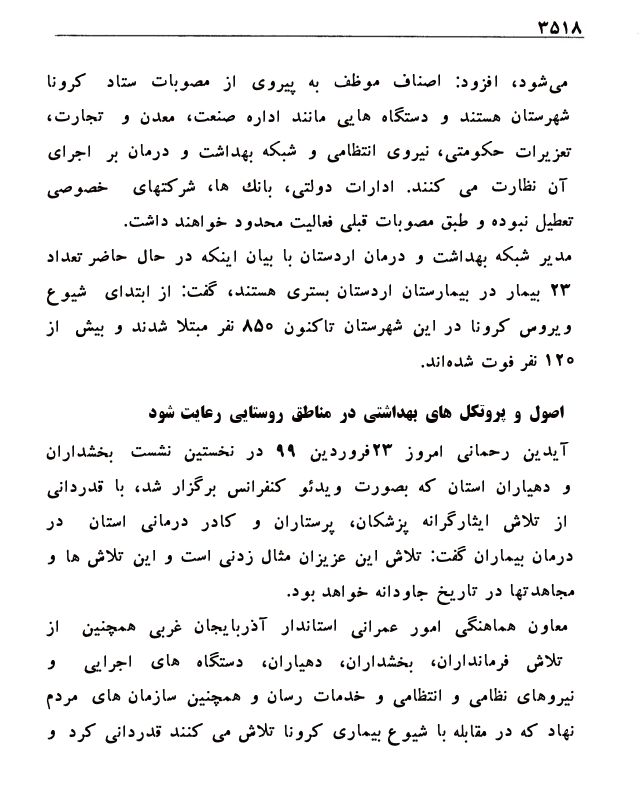 ۳۵۱۸
می‌شود، افزود: اصناف موظف به پیروی از مصوبات ستاد کرونا
شهرستان هستند و دستگاه هایی مانند اداره صنعت، معدن و تجارت،
تعزیرات حکومتی، نیروی انتظامی و شبکه بهداشت و درمان بر اجرای
آن نظارت می کنند. ادارات دولتی، بانك ها، شرکتهای خصوصی
تعطیل نبوده و طبق مصوبات قبلی فعالیت محدود خواهند داشت.
مدیر شبکه بهداشت و درمان اردستان با بیان اینکه در حال حاضر تعداد
۲۳ بیمار در بیمارستان اردستان بستری هستند، گفت: از ابتدای شیوع
ویروس کرونا در این شهرستان تاکنون ۸۵۰ نفر مبتلا شدند و بیش از
۱۲۰ نفر فوت شده‌اند.
اصول و پروتکل های بهداشتی در مناطق روستایی رعایت شود
آیدین رحمانی امروز ۲۳فروردین ۹۹ در نخستین نشست بخشداران
و دهیاران استان که بصورت ویدئو کنفرانس برگزار شد، با قدردانی
از تلاش ایثارگرانه پزشکان، پرستاران و کادر درمانی استان در
درمان بیماران گفت: تلاش این عزیزان مثال زدنی است و این تلاش ها و
مجاهدتها در تاریخ جاودانه خواهد بود.
معاون هماهنگی امور عمرانی استاندار آذربایجان غربی همچنین از
تلاش فرمانداران، بخشداران، دهیاران، دستگاه های اجرایی و
نیروهای نظامی و انتظامی و خدمات رسان و همچنین سازمان های مردم
نهاد که در مقابله با شیوع بیماری کرونا تلاش می کنند قدردانی کرد و